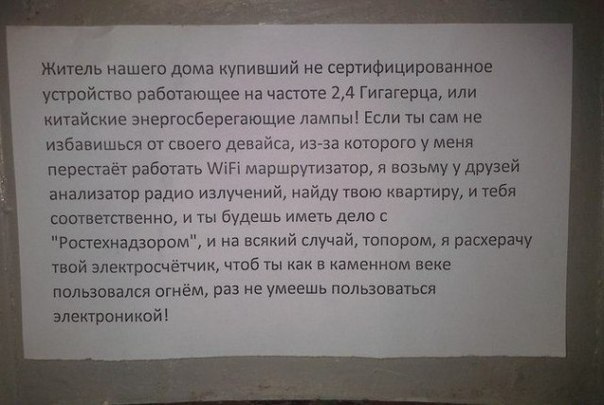 Житель нашего дома купивший не сертифицированное
устройство работающее на частоте 2,4 Гигагерца, или
китайские энергосберегающие лампы! Если ты сам не
избавишься от своего девайса, из-за которого у меня
перестаёт работать WiFi маршрутизатор, я возьму у друзей
анализатор радио излучений, найду твою квартиру, и тебя
соответственно, и ты будешь иметь дело с
"Ростехнадзором", и на всякий случай, топором, я расхерачу
твой электросчётчик, чтоб ты как в каменном веке
пользовался огнём, раз не умеешь пользоваться
электроникой!